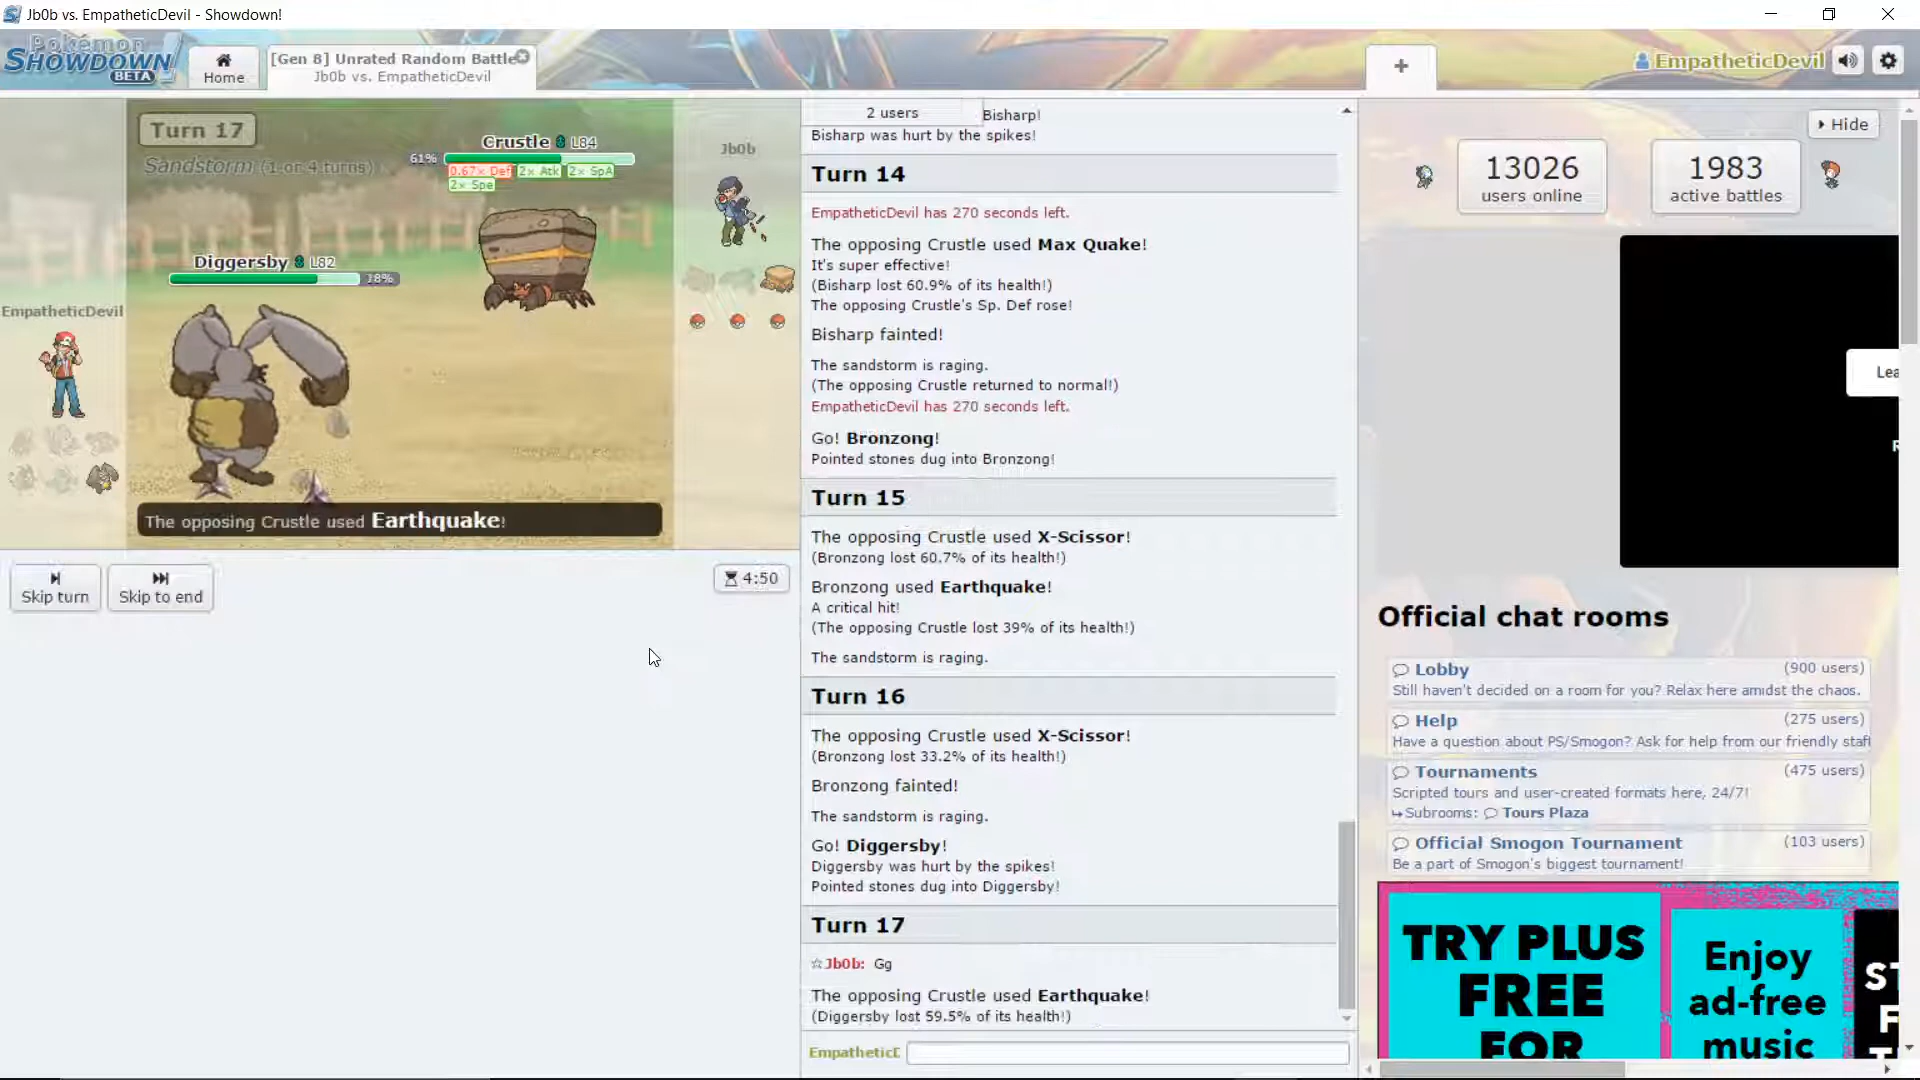 Jb0b vs. EmpatheticDevil - Showdown!
Pokémon
SHOWDOWN
BETA
Home
[Gen 8] Unrated Random Battle
Jb0b vs. EmpatheticDevil
+
EmpatheticDevil
Turn 17
Sandstorm (1 or 4 turns)
Crustle L84
61%
0.67× Def 2× Atk 2× SpA
2× Spe
Diggersby L82
18%
EmpatheticDevil
Jb0b
The opposing Crustle used Earthquake!
Skip turn
Skip to end
4:50
2 users
Bisharp!
Bisharp was hurt by the spikes!
Turn 14
EmpatheticDevil has 270 seconds left.
The opposing Crustle used Max Quake!
It's super effective!
(Bisharp lost 60.9% of its health!)
The opposing Crustle's Sp. Def rose!
Bisharp fainted!
The sandstorm is raging.
(The opposing Crustle returned to normal!)
EmpatheticDevil has 270 seconds left.
Go! Bronzong!
Pointed stones dug into Bronzong!
Turn 15
The opposing Crustle used X-Scissor!
(Bronzong lost 60.7% of its health!)
Bronzong used Earthquake!
A critical hit!
(The opposing Crustle lost 39% of its health!)
The sandstorm is raging.
Turn 16
The opposing Crustle used X-Scissor!
(Bronzong lost 33.2% of its health!)
Bronzong fainted!
The sandstorm is raging.
Go! Diggersby!
Diggersby was hurt by the spikes!
Pointed stones dug into Diggersby!
Turn 17
☆Jb0b: Gg
The opposing Crustle used Earthquake!
(Diggersby lost 59.5% of its health!)
Hide
13026
users online
1983
active battles
Lea
Official chat rooms
Lobby (900 users)
Still haven't decided on a room for you? Relax here amidst the chaos.
Help (275 users)
Have a question about PS/Smogon? Ask for help from our friendly staf
Tournaments (475 users)
Scripted tours and user-created formats here, 24/7!
↳Subrooms: Tours Plaza
Official Smogon Tournament (103 users)
Be a part of Smogon's biggest tournament!
TRY PLUS
FREE
FOR
Enjoy
ad-free
music